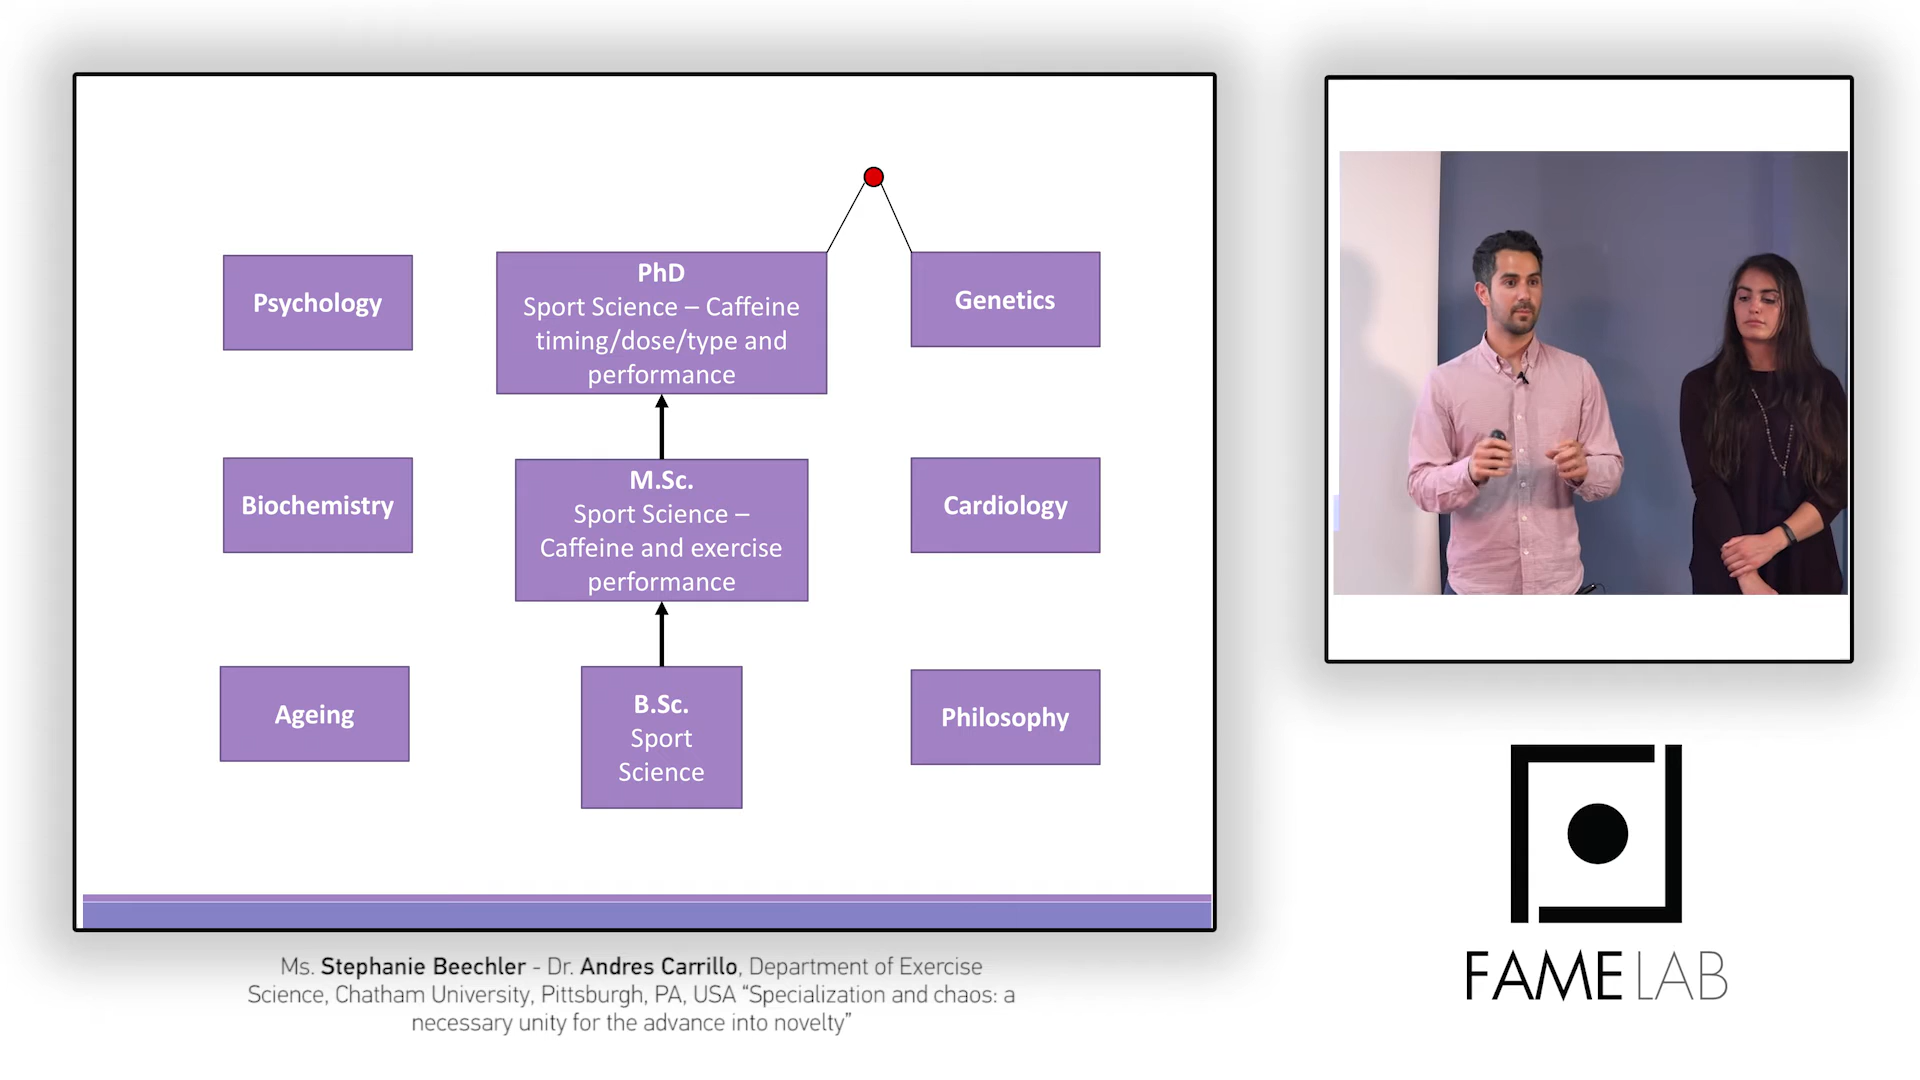 Psychology
PhD
Sport Science – Caffeine
timing/dose/type and
performance
Genetics
Biochemistry
M.Sc.
Sport Science –
Caffeine and exercise
performance
Cardiology
Ageing
B.Sc.
Sport
Science
Philosophy
Ms. Stephanie Beechler - Dr. Andres Carrillo, Department of Exercise
Science, Chatham University, Pittsburgh, PA, USA “Specialization and chaos: a
necessary unity for the advance into novelty”
FAME LAB